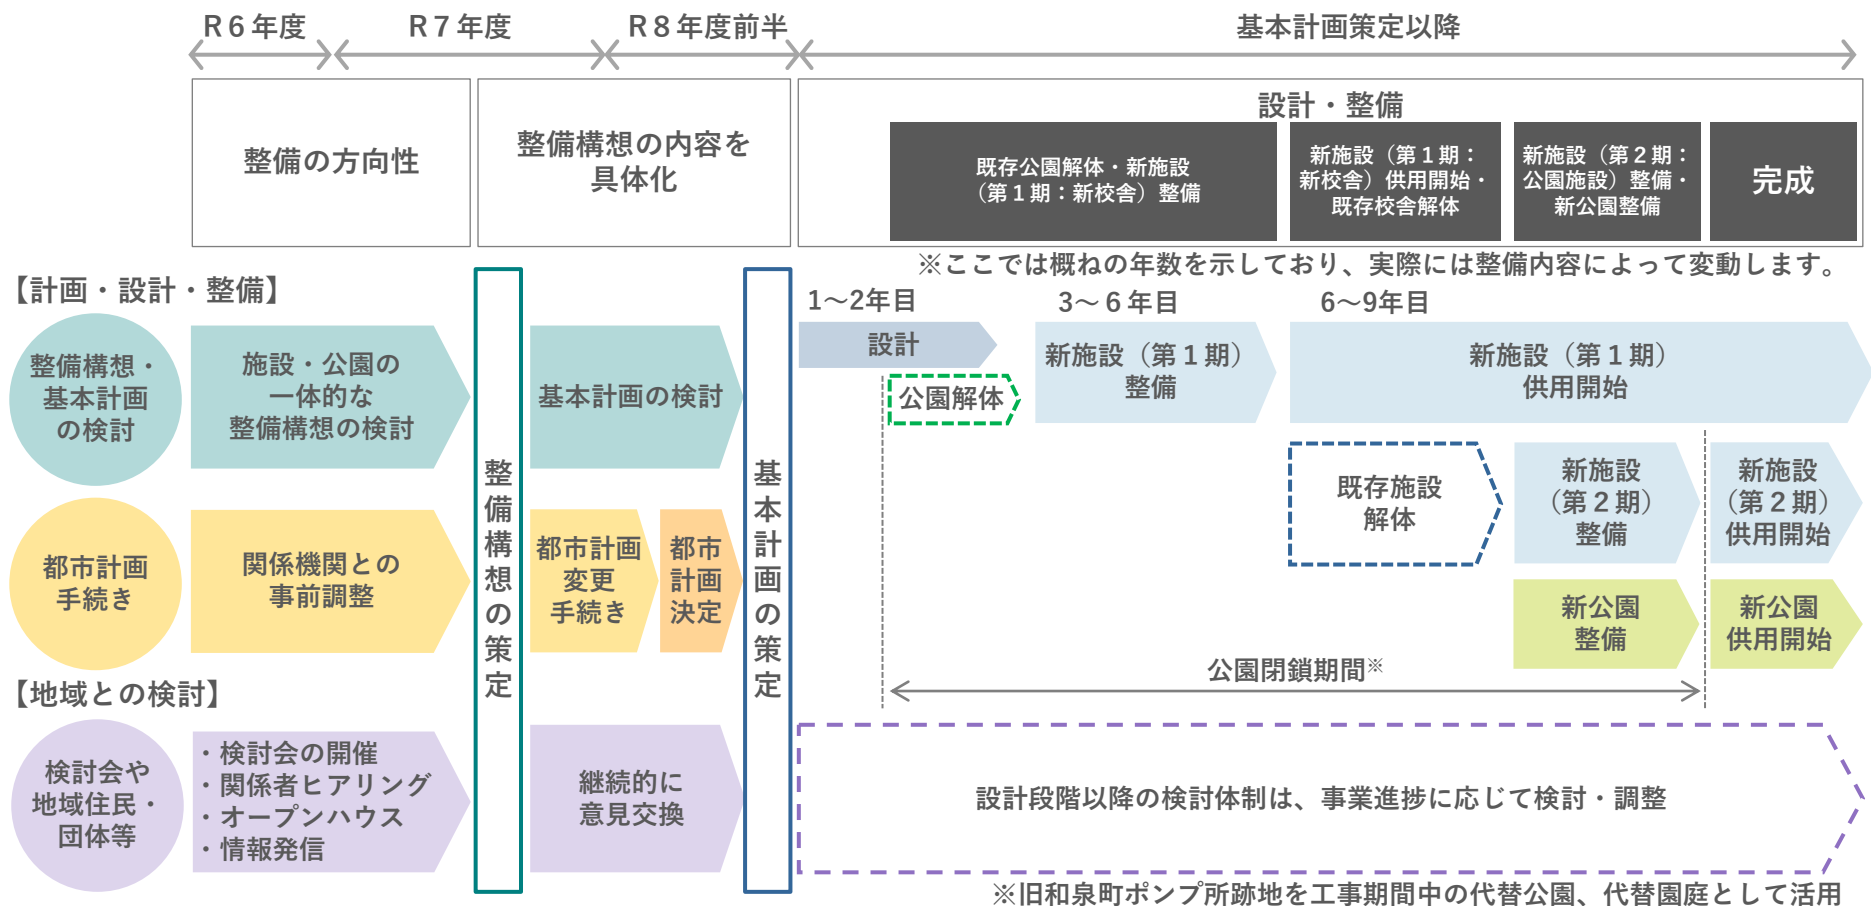 R６年度
R７年度
R８年度前半
基本計画策定以降
整備の方向性
整備構想の内容を
具体化
設計・整備
既存公園解体・新施設
（第１期：新校舎）整備
新施設（第１期：
新校舎）供用開始・
既存校舎解体
新施設（第２期：
公園施設）整備・
新公園整備
完成
※ここでは概ねの年数を示しており、実際には整備内容によって変動します。
【計画・設計・整備】
1～2年目
3～６年目
6～9年目
整備構想・
基本計画
の検討
施設・公園の
一体的な
整備構想の検討
整備構想の策定
基本計画の検討
基本計画の策定
設計
公園解体
新施設（第１期）
整備
新施設（第１期）
供用開始
既存施設
解体
新施設
（第２期）
整備
新施設
（第２期）
供用開始
都市計画
手続き
関係機関との
事前調整
都市計画
変更
手続き
都市
計画
決定
新公園
整備
新公園
供用開始
公園閉鎖期間※
【地域との検討】
検討会や
地域住民・
団体等
・検討会の開催
・関係者ヒアリング
・オープンハウス
・情報発信
継続的に
意見交換
設計段階以降の検討体制は、事業進捗に応じて検討・調整
※旧和泉町ポンプ所跡地を工事期間中の代替公園、代替園庭として活用